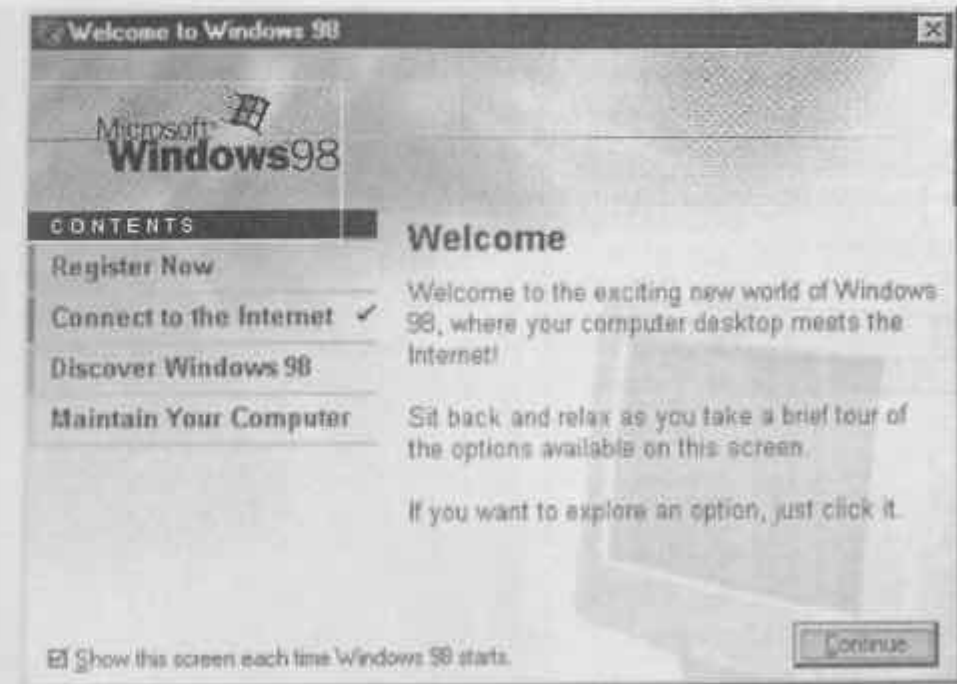 Welcome to Windows 98
Microsoft
Windows98
CONTENTS
Register Now
Connect to the Internet
Discover Windows 98
Maintain Your Computer
Welcome
Welcome to the exciting new world of Windows
98, where your computer desktop meets the
Internet!
Sit back and relax as you take a brief tour of
the options available on this screen.
If you want to explore an option, just click it.
Show this screen each time Windows 98 starts.
Continue